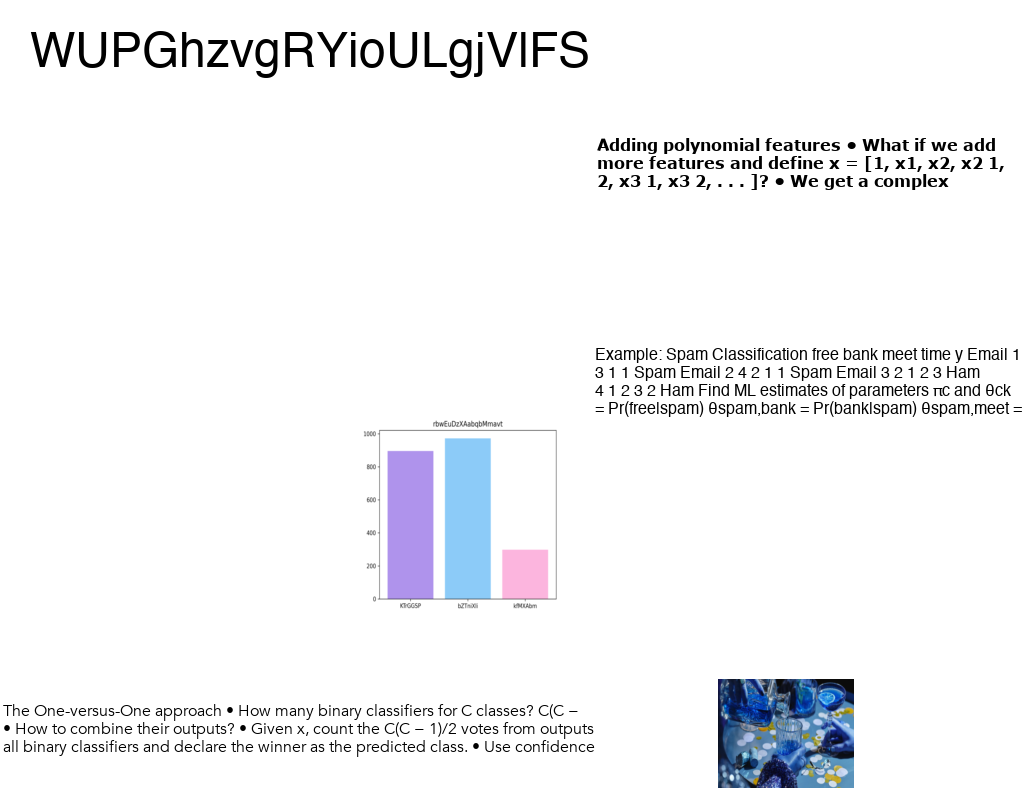 WUPGhzvgRYioULgjVlFS
Adding polynomial features • What if we add
more features and define x = [1, x1, x2, x2 1,
2, x3 1, x3 2, . . . ]? • We get a complex
Example: Spam Classification free bank meet time y Email 1
3 1 1 Spam Email 2 4 2 1 1 Spam Email 3 2 1 2 3 Ham
4 1 2 3 2 Ham Find ML estimates of parameters πc and θck
= Pr(free|spam) θspam,bank = Pr(bank|spam) θspam,meet =
rbwEuDzXAabqbMmavt
1000
800
600
400
200
0
KTrGGSP bZTniXli kfMXAbm
The One-versus-One approach • How many binary classifiers for C classes? C(C −
• How to combine their outputs? • Given x, count the C(C − 1)/2 votes from outputs
all binary classifiers and declare the winner as the predicted class. • Use confidence